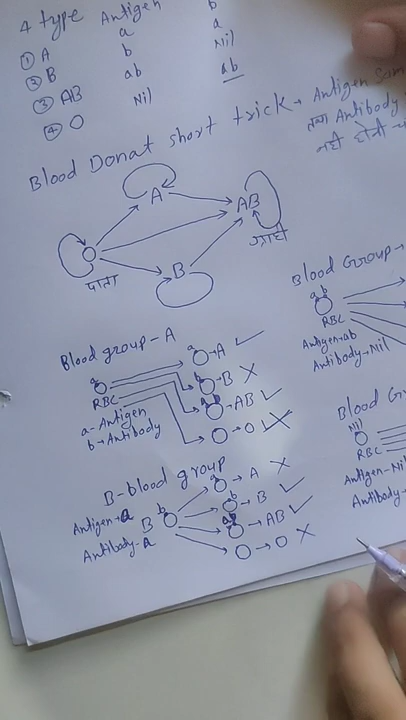 4 type Antigen
① A a b
② B b a
③ AB ab Nil
④ O Nil ab
Blood Donat short trick → Antigen Sam
तथा Antibody
नही होनी
A
AB
O
B
Blood group - A
a
RBC
a - Antigen
b → Antibody
a → A ✓
b → B ✗
ab → AB ✓
→ O
B - blood group
Antigen →
Antibody - a
B b
a → A ✗
b → B ✓
ab → AB ✓
→ O ✗
Blood Group →
ab
RBC
Antigen → ab
Antibody → Nil
Blood Gr
Nil
RBC
Antigen - Ni
Antibody →